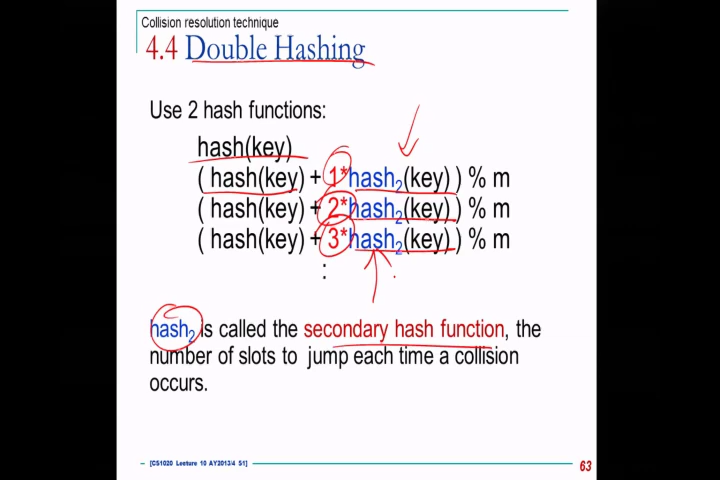 Collision resolution technique
4.4 Double Hashing
Use 2 hash functions:
hash(key)
( hash(key) + 1*hash₂(key) ) % m
( hash(key) + 2*hash₂(key) ) % m
( hash(key) + 3*hash₂(key) ) % m
:
hash₂ is called the secondary hash function, the
number of slots to jump each time a collision
occurs.
[CS1020 Lecture 10 AY2013/4 S1]
63